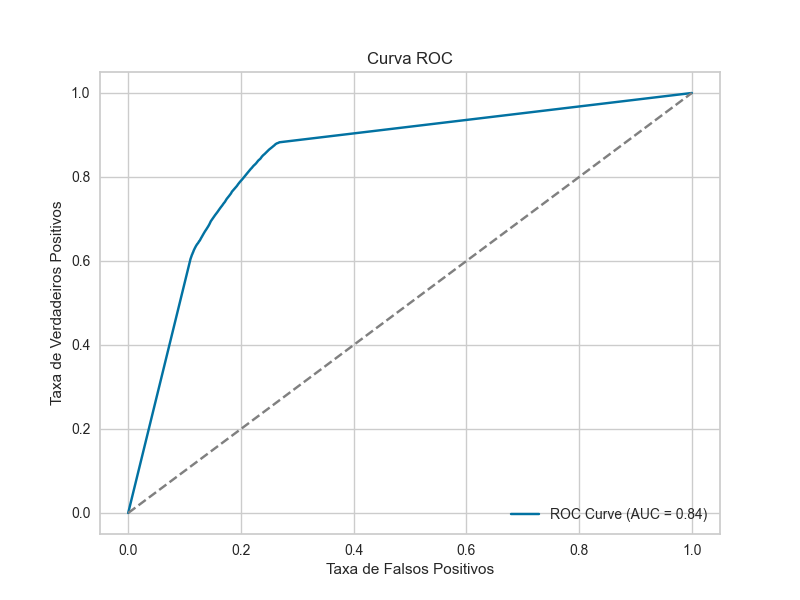 Curva ROC
1.0
0.8
0.6
0.4
0.2
0.0
Taxa de Verdadeiros Positivos
ROC Curve (AUC = 0.84)
0.0 0.2 0.4 0.6 0.8 1.0
Taxa de Falsos Positivos